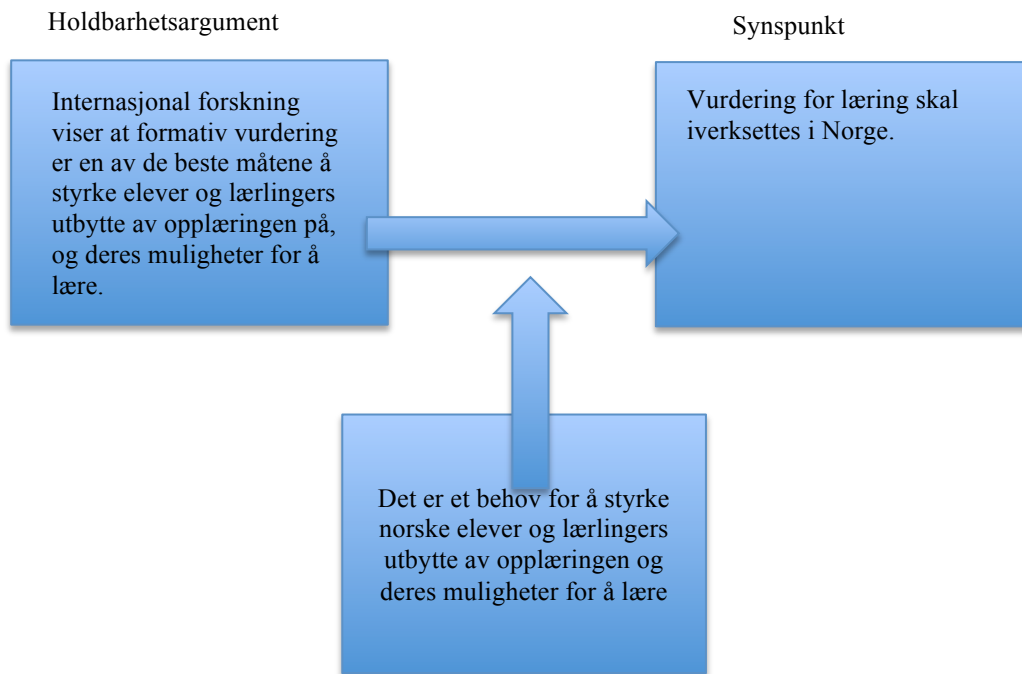 Holdbarhetsargument
Synspunkt
Internasjonal forskning
viser at formativ vurdering
er en av de beste måtene å
styrke elever og lærlingers
utbytte av opplæringen på,
og deres muligheter for å
lære.
Vurdering for læring skal
iverksettes i Norge.
Det er et behov for å styrke
norske elever og lærlingers
utbytte av opplæringen og
deres muligheter for å lære